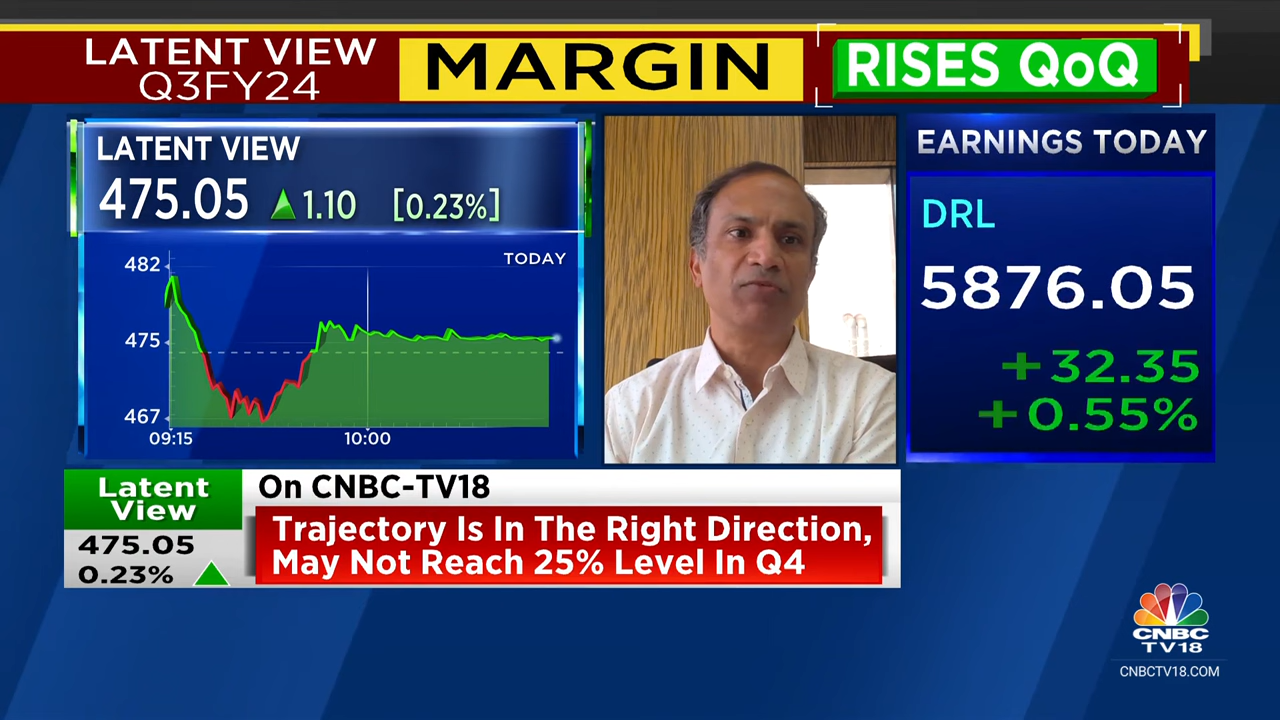 LATENT VIEW
Q3FY24
MARGIN
RISES QoQ
LATENT VIEW
475.05 ▲ 1.10 [0.23%]
TODAY
482
475
467
09:15
10:00
EARNINGS TODAY
DRL
5876.05
+32.35
+0.55%
Latent
View
475.05
0.23%
On CNBC-TV18
Trajectory Is In The Right Direction,
May Not Reach 25% Level In Q4
CNBC
TV18
CNBCTV18.COM